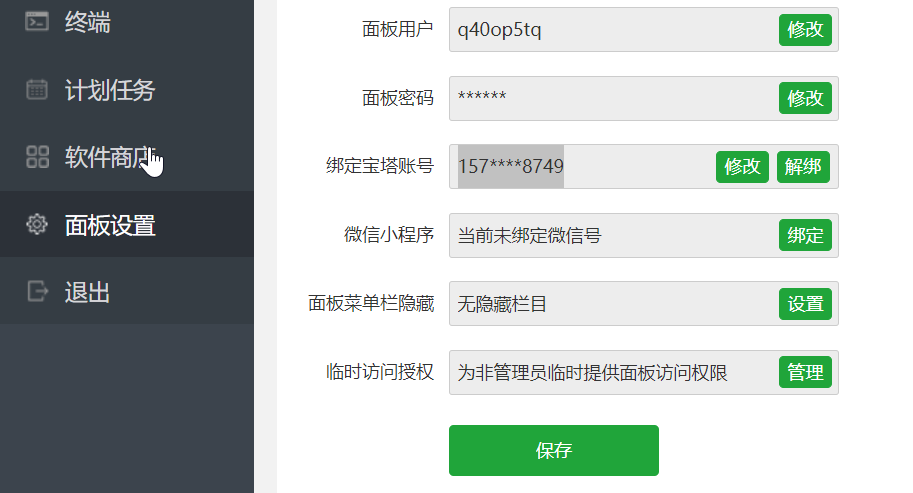 终端
计划任务
软件商店
面板设置
退出
面板用户 q40op5tq 修改
面板密码 ****** 修改
绑定宝塔账号 157****8749 修改 解绑
微信小程序 当前未绑定微信号 绑定
面板菜单栏隐藏 无隐藏栏目 设置
临时访问授权 为非管理员临时提供面板访问权限 管理
保存